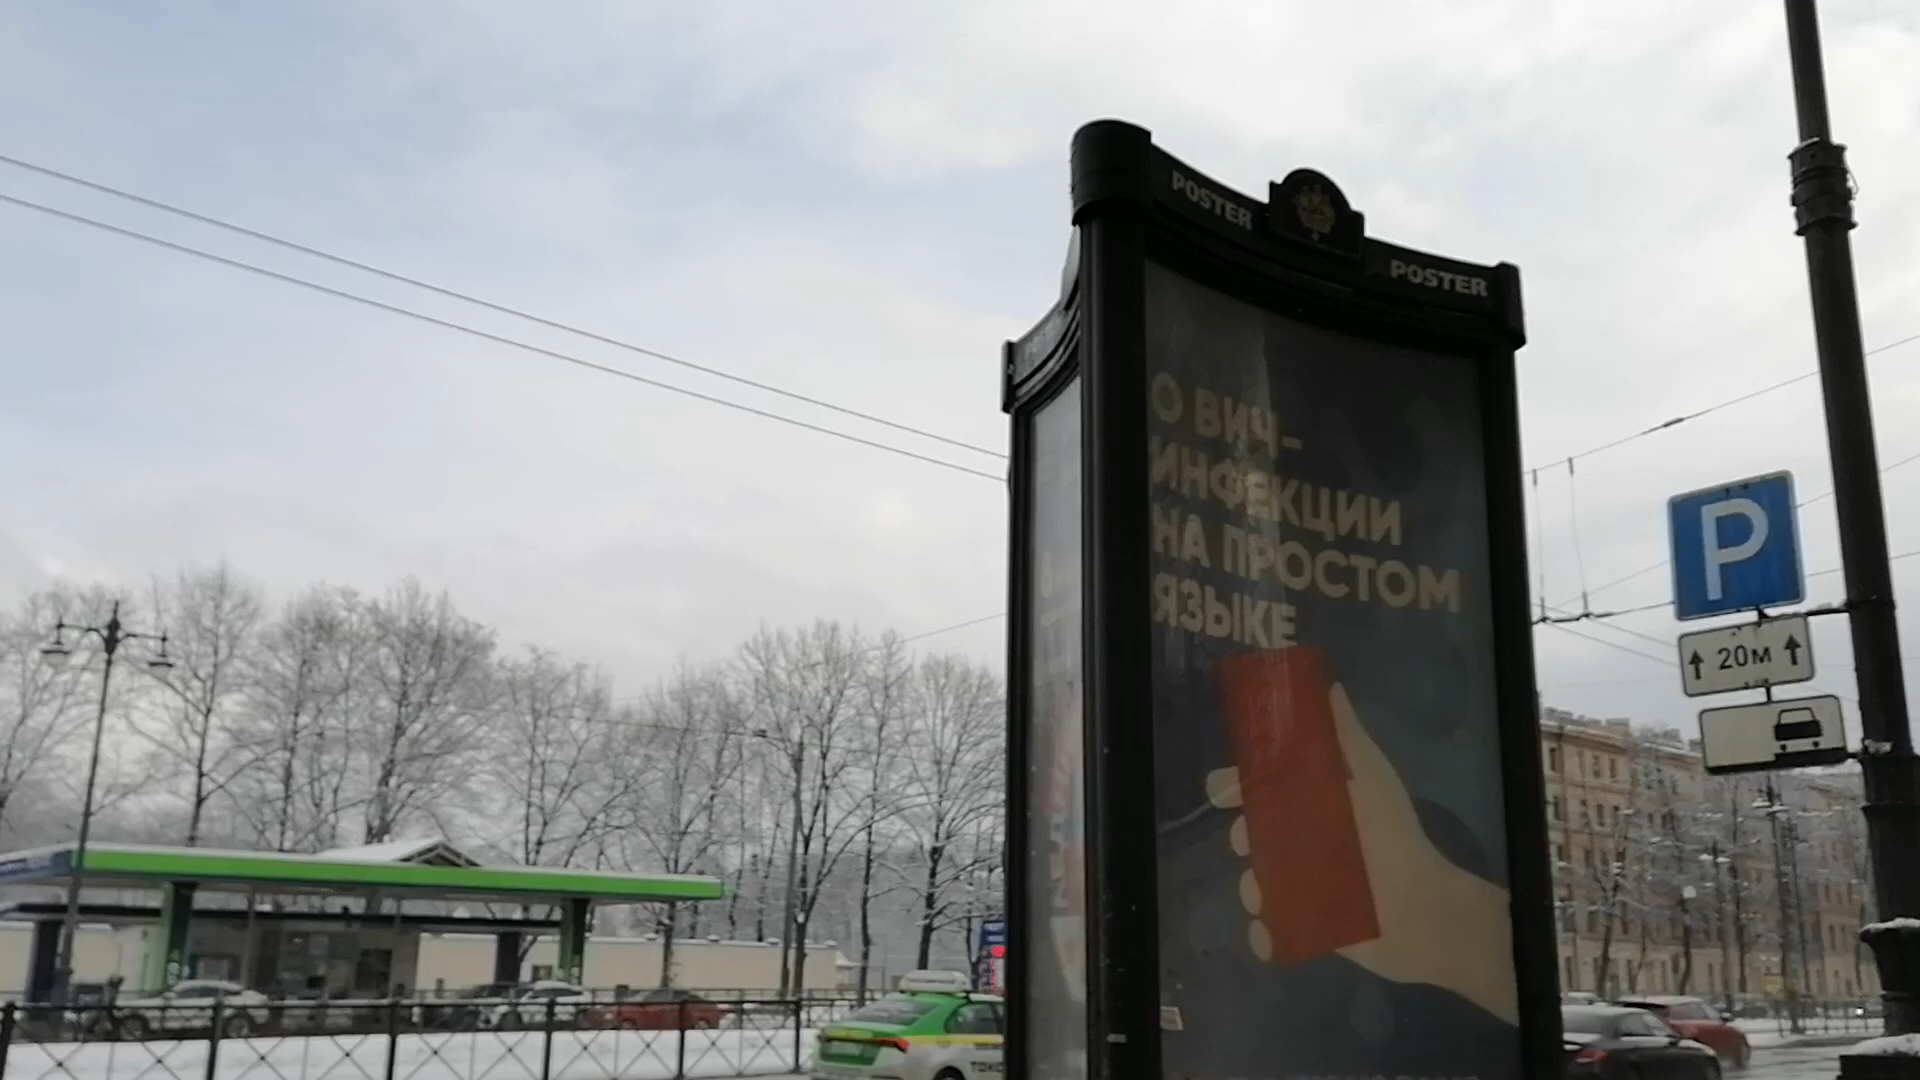 POSTER
POSTER
О ВИЧ-
ИНФЕКЦИИ
НА ПРОСТОМ
ЯЗЫКЕ
P
20м